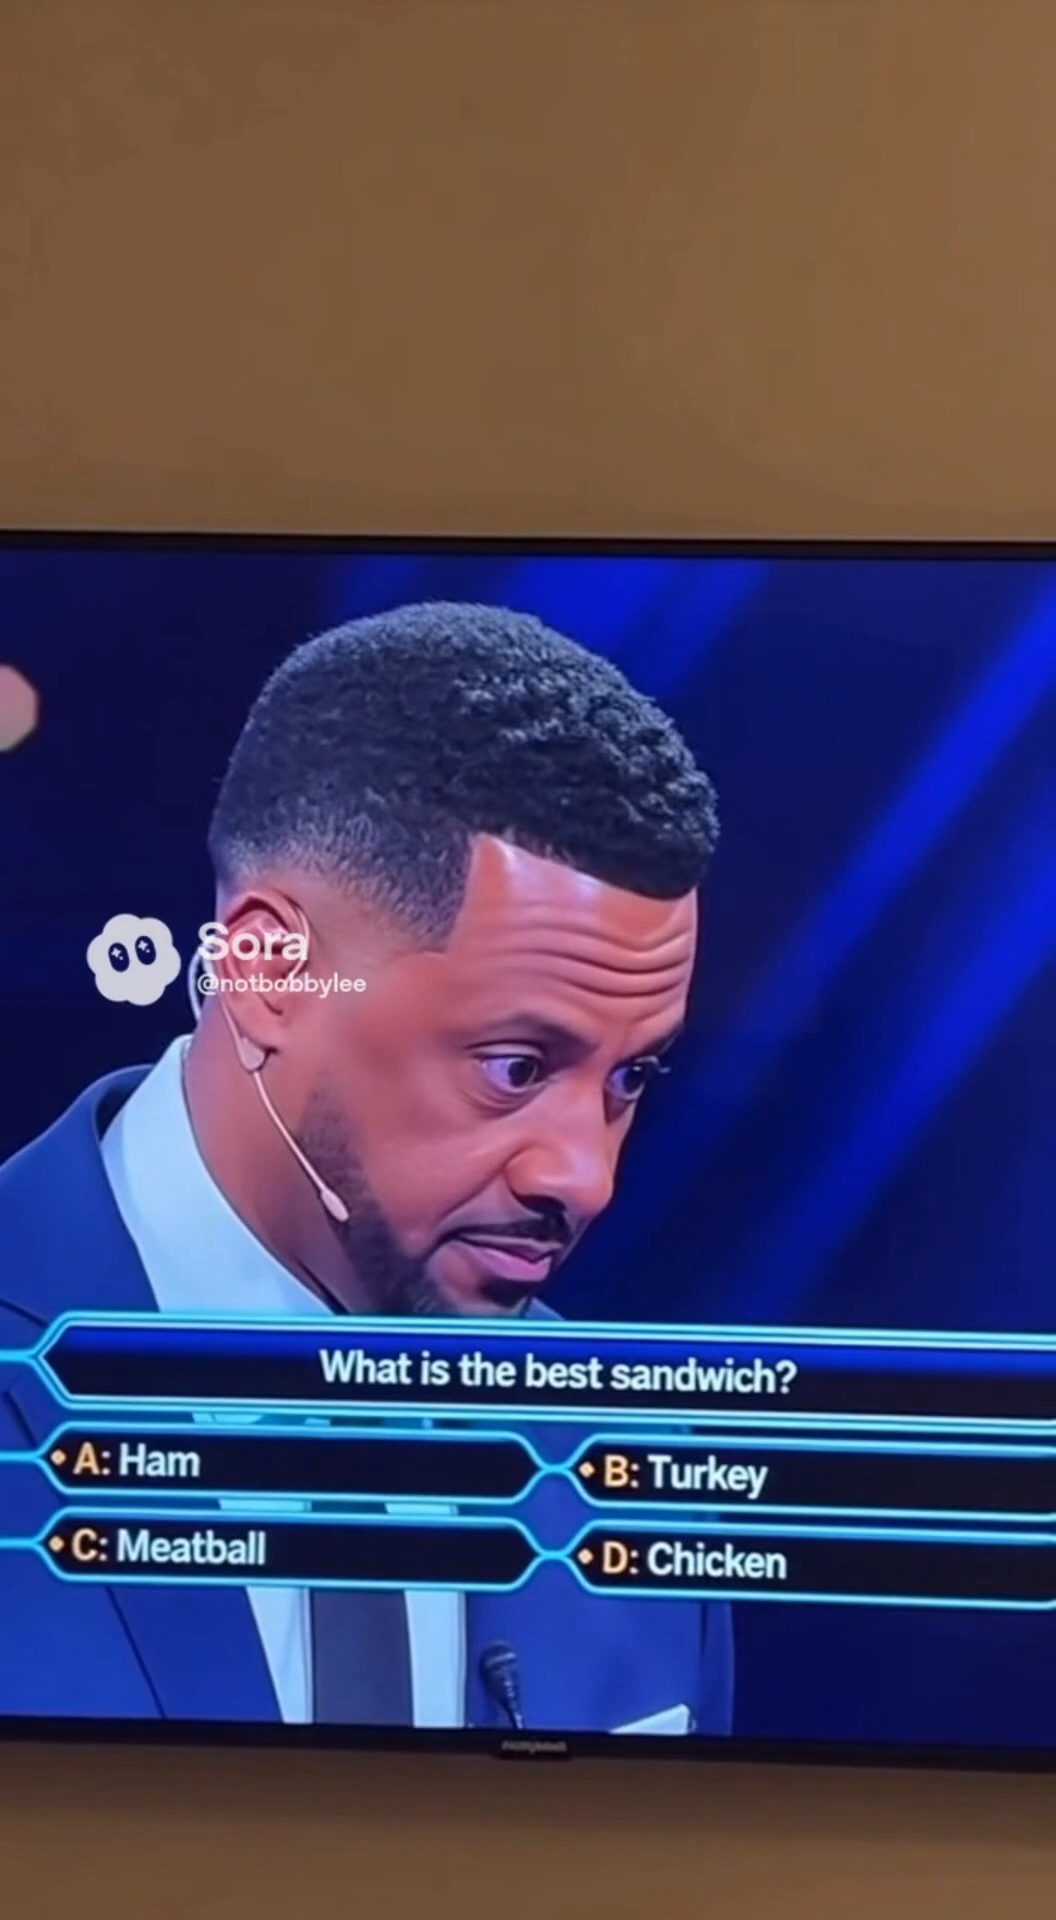 Sora
@notbobbylee
What is the best sandwich?
A: Ham
B: Turkey
C: Meatball
D: Chicken